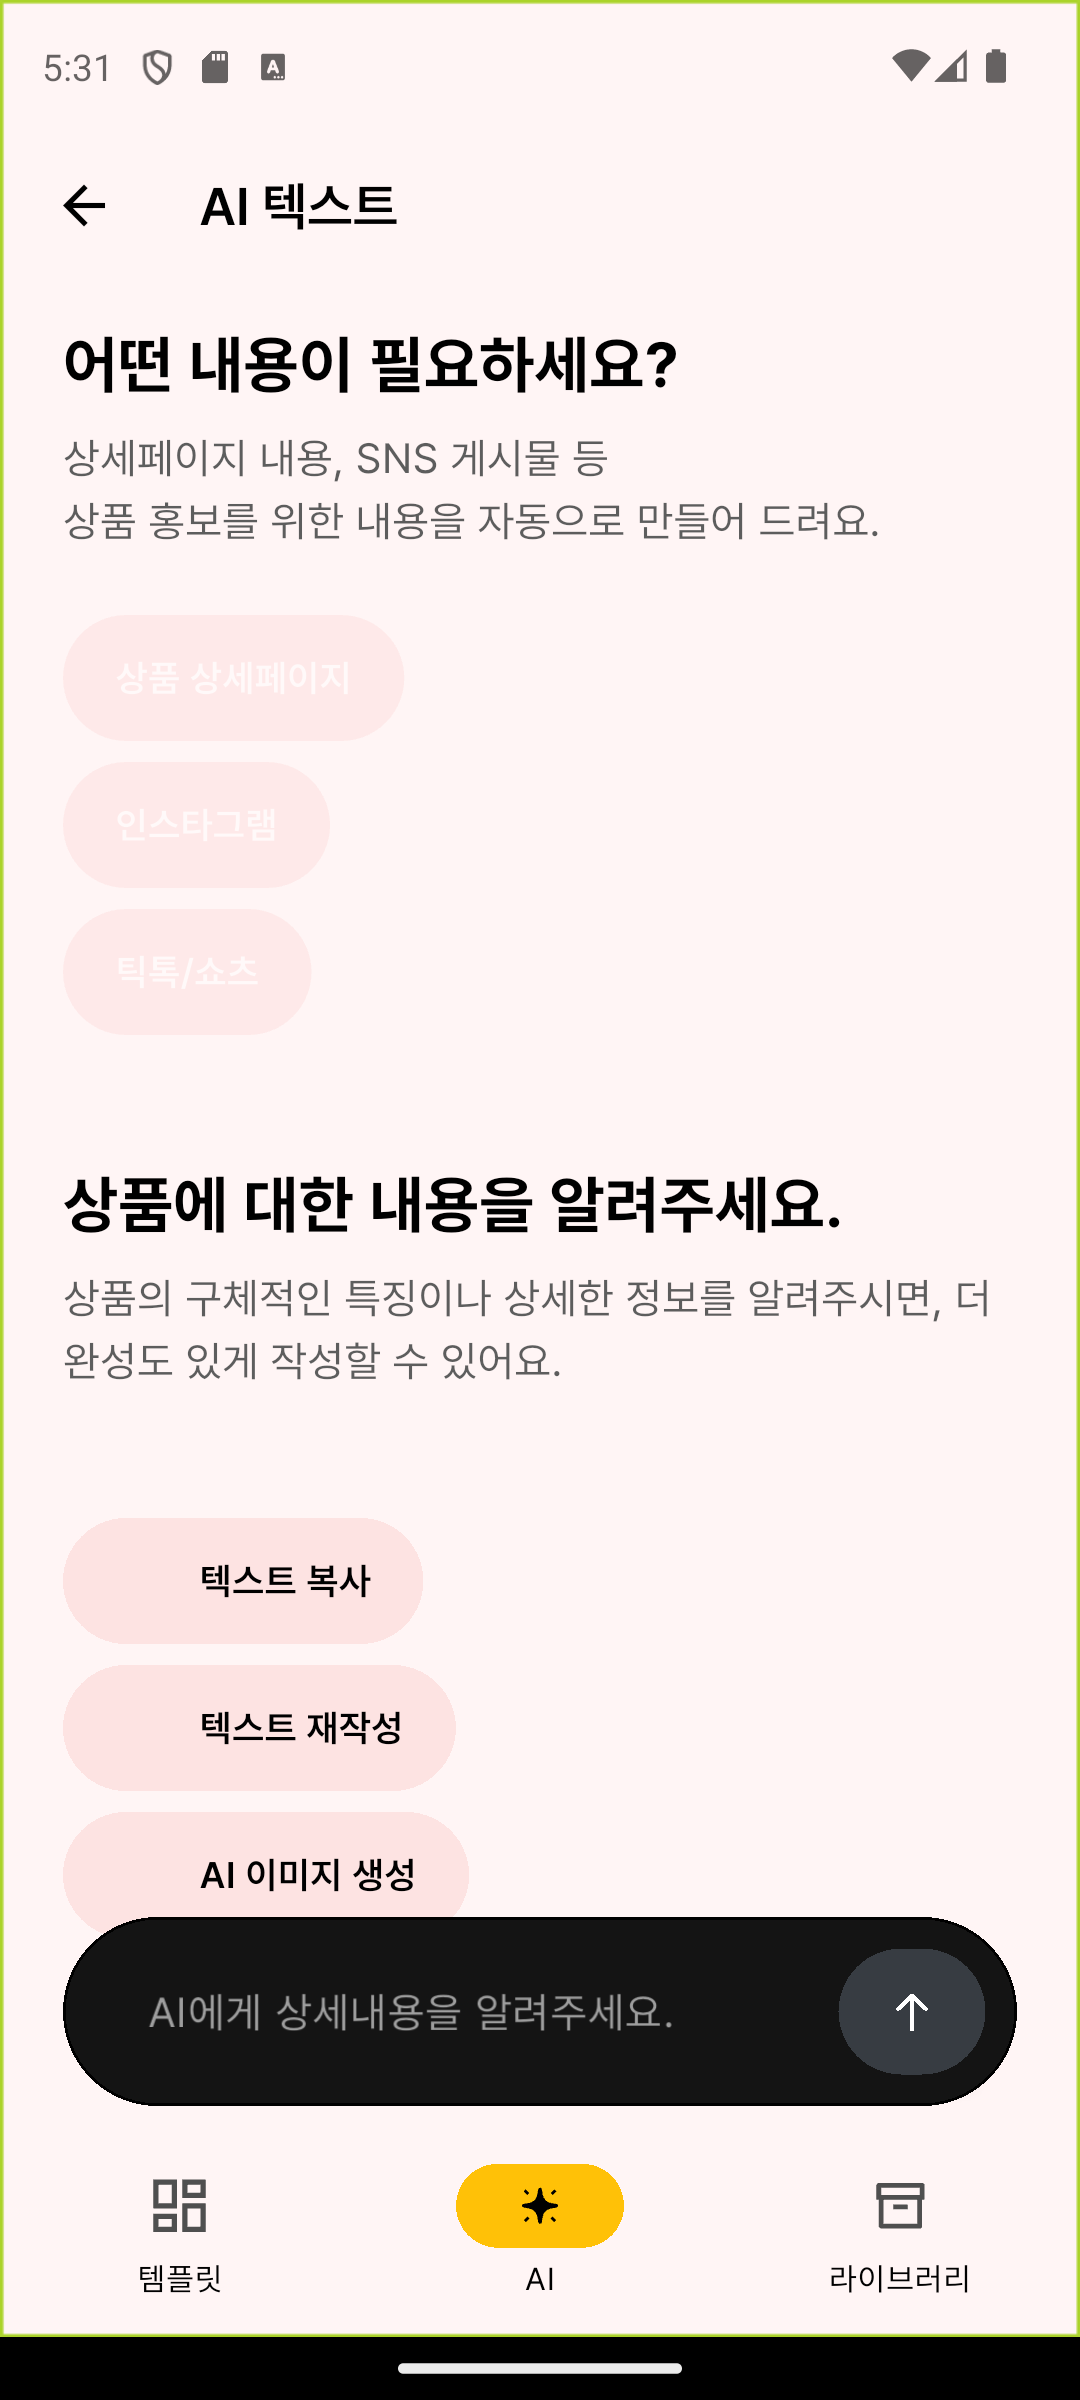 5:31
AI 텍스트
어떤 내용이 필요하세요?
상세페이지 내용, SNS 게시물 등
상품 홍보를 위한 내용을 자동으로 만들어 드려요.
상품 상세페이지
인스타그램
틱톡/쇼츠
상품에 대한 내용을 알려주세요.
상품의 구체적인 특징이나 상세한 정보를 알려주시면, 더
완성도 있게 작성할 수 있어요.
텍스트 복사
텍스트 재작성
AI 이미지 생성
AI에게 상세내용을 알려주세요.
템플릿
AI
라이브러리